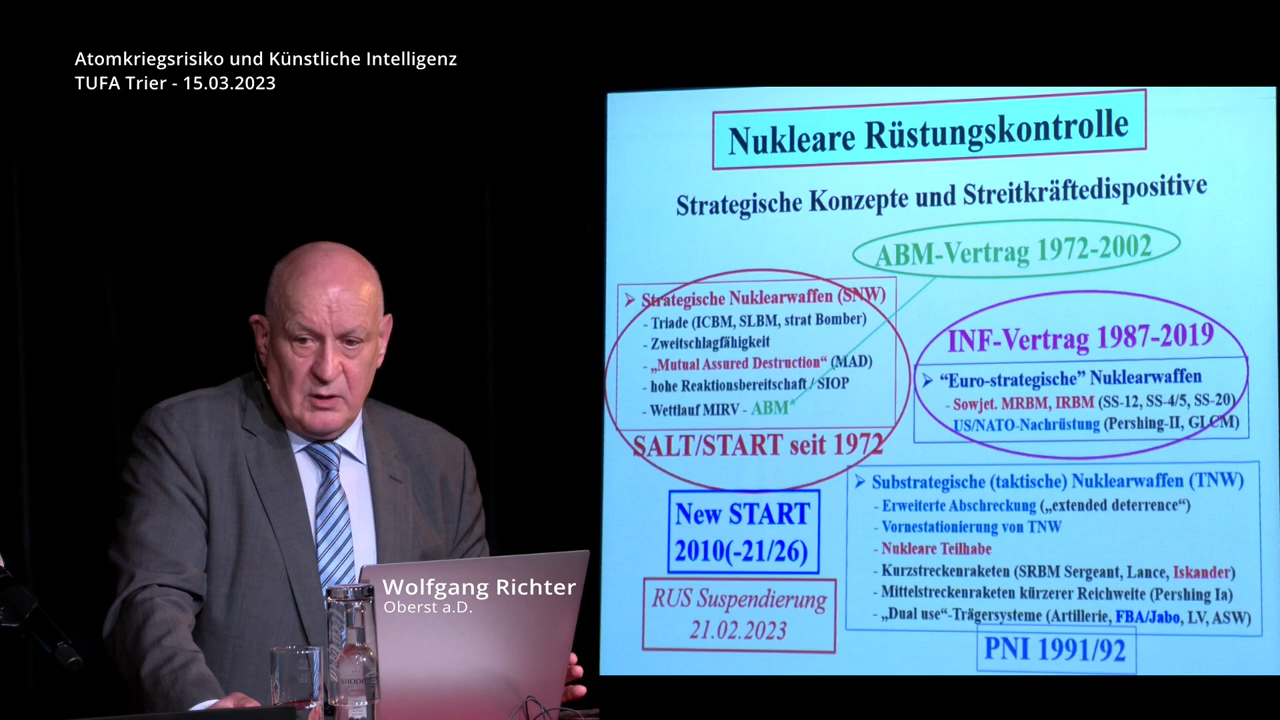 Atomkriegsrisiko und Künstliche Intelligenz
TUFA Trier - 15.03.2023
Nukleare Rüstungskontrolle
Strategische Konzepte und Streitkräftedispositive
ABM-Vertrag 1972-2002
➢ Strategische Nuklearwaffen (SNW)
- Triade (ICBM, SLBM, strat Bomber)
- Zweitschlagfähigkeit
- „Mutual Assured Destruction“ (MAD)
- hohe Reaktionsbereitschaft / SIOP
- Wettlauf MIRV - ABM
SALT/START seit 1972
INF-Vertrag 1987-2019
➢ “Euro-strategische” Nuklearwaffen
- Sowjet. MRBM, IRBM (SS-12, SS-4/5, SS-20)
- US/NATO-Nachrüstung (Pershing-II, GLCM)
New START
2010(-21/26)
RUS Suspendierung
21.02.2023
➢ Substrategische (taktische) Nuklearwaffen (TNW)
- Erweiterte Abschreckung („extended deterrence“)
- Vornestationierung von TNW
- Nukleare Teilhabe
- Kurzstreckenraketen (SRBM Sergeant, Lance, Iskander)
- Mittelstreckenraketen kürzerer Reichweite (Pershing Ia)
- „Dual use“-Trägersysteme (Artillerie, FBA/Jabo, LV, ASW)
PNI 1991/92
Wolfgang Richter
Oberst a.D.